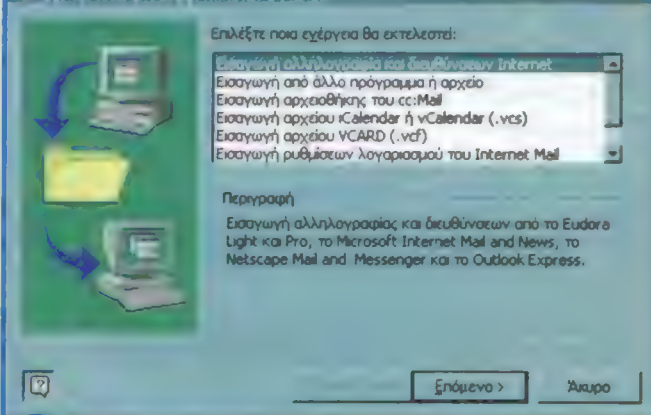 Επιλέξτε ποια ενέργεια θα εκτελεστεί:
Εισαγωγή αλληλογραφία και διευθύνσεων Internet
Εισαγωγή από άλλο πρόγραμμα ή αρχείο
Εισαγωγή αρχειοθήκης του cc:Mail
Εισαγωγή αρχείου iCalendar ή vCalendar (.vcs)
Εισαγωγή αρχείου VCARD (.vcf)
Εισαγωγή ρυθμίσεων λογαριασμού του Internet Mail
Περιγραφή
Εισαγωγή αλληλογραφίας και διευθύνσεων από το Eudora
Light και Pro, το Microsoft Internet Mail and News, το
Netscape Mail and Messenger και το Outlook Express.
Επόμενο >
Άκυρο